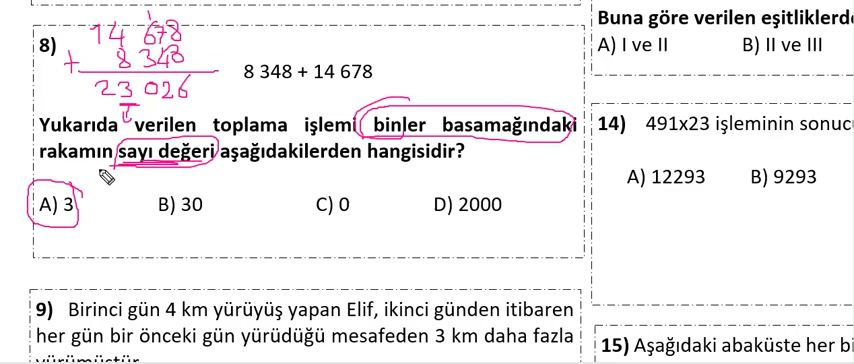 8)
14 678
+ 8 348
23 026
8 348 + 14 678
Yukarıda verilen toplama işlemi binler basamağındaki
rakamın sayı değeri aşağıdakilerden hangisidir?
A) 3 B) 30 C) 0 D) 2000
9) Birinci gün 4 km yürüyüş yapan Elif, ikinci günden itibaren
her gün bir önceki gün yürüdüğü mesafeden 3 km daha fazla
yürümüştür
Buna göre verilen eşitliklerd
A) I ve II B) II ve III
14) 491x23 işleminin sonuc
A) 12293 B) 9293
15) Aşağıdaki abaküste her bi